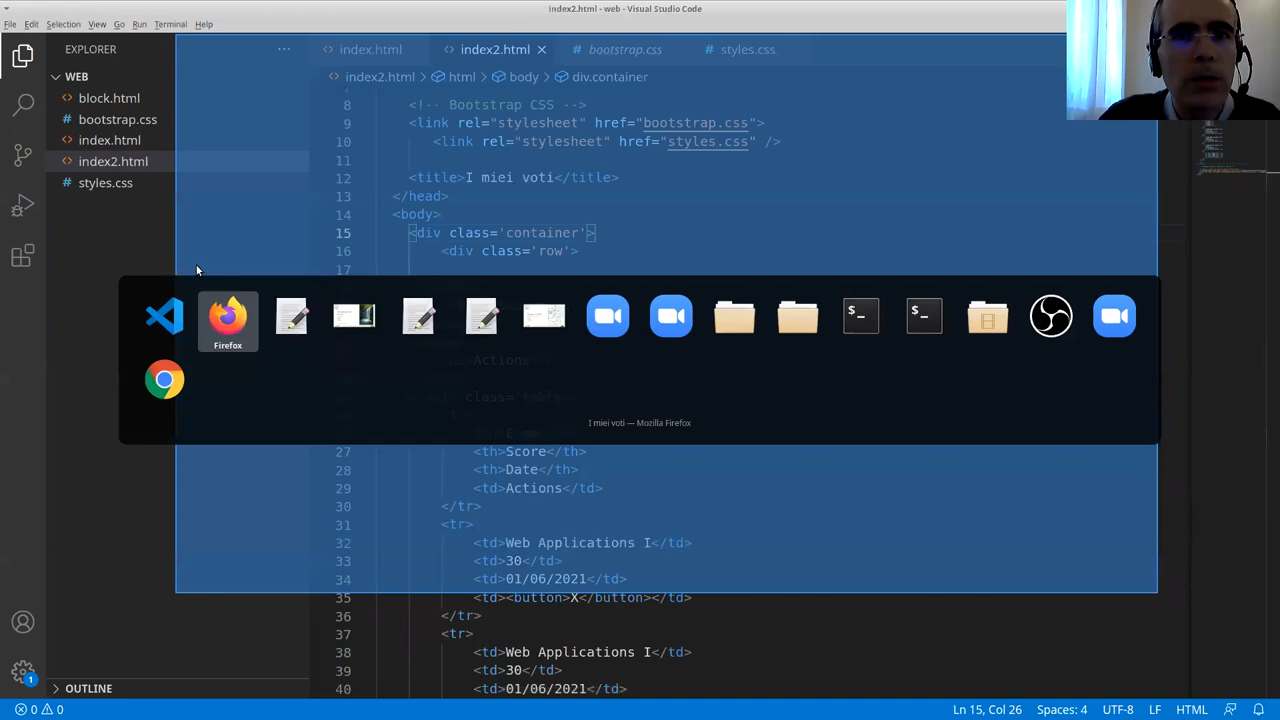 index2.html - web - Visual Studio Code
File Edit Selection View Go Run Terminal Help
EXPLORER
index.html
index2.html
# bootstrap.css
# styles.css
WEB
index2.html > html > body > div.container
block.html
# bootstrap.css
index.html
index2.html
# styles.css
8 <!-- Bootstrap CSS -->
9 <link rel="stylesheet" href="bootstrap.css">
10 <link rel="stylesheet" href="styles.css" />
11
12 <title>I miei voti</title>
13 </head>
14 <body>
15 <div class='container'>
16 <div class='row'>
17
$_
$_
Firefox
Actions
class=
I miei voti — Mozilla Firefox
27 <th>Score</th>
28 <th>Date</th>
29 <td>Actions</td>
30 </tr>
31 <tr>
32 <td>Web Applications I</td>
33 <td>30</td>
34 <td>01/06/2021</td>
35 <td><button>X</button></td>
36 </tr>
37 <tr>
38 <td>Web Applications I</td>
39 <td>30</td>
40 <td>01/06/2021</td>
OUTLINE
1
0 0
Ln 15, Col 26 Spaces: 4 UTF-8 LF HTML